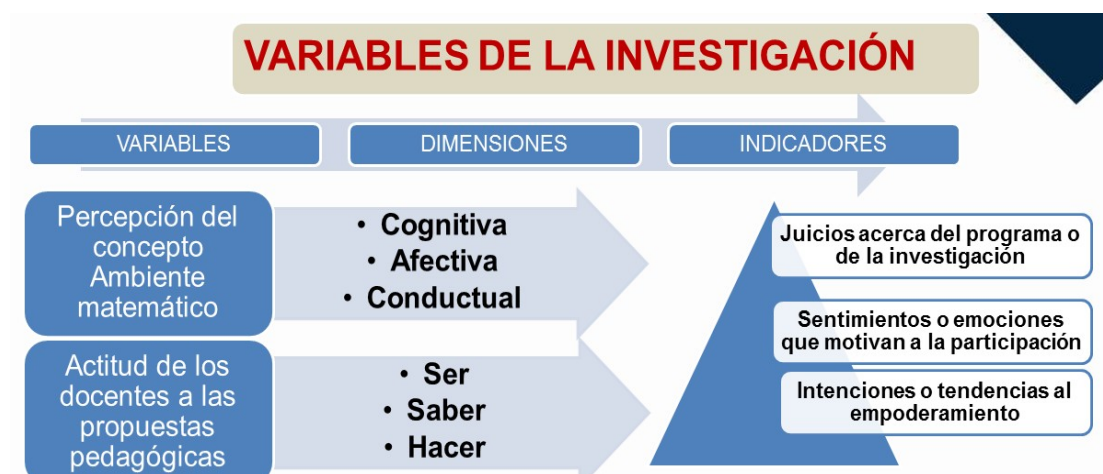 VARIABLES DE LA INVESTIGACIÓN
VARIABLES
DIMENSIONES
INDICADORES
Percepción del
concepto
Ambiente
matemático
• Cognitiva
• Afectiva
• Conductual
Juicios acerca del programa o
de la investigación
Sentimientos o emociones
que motivan a la participación
Intenciones o tendencias al
empoderamiento
Actitud de los
docentes a las
propuestas
pedagógicas
• Ser
• Saber
• Hacer